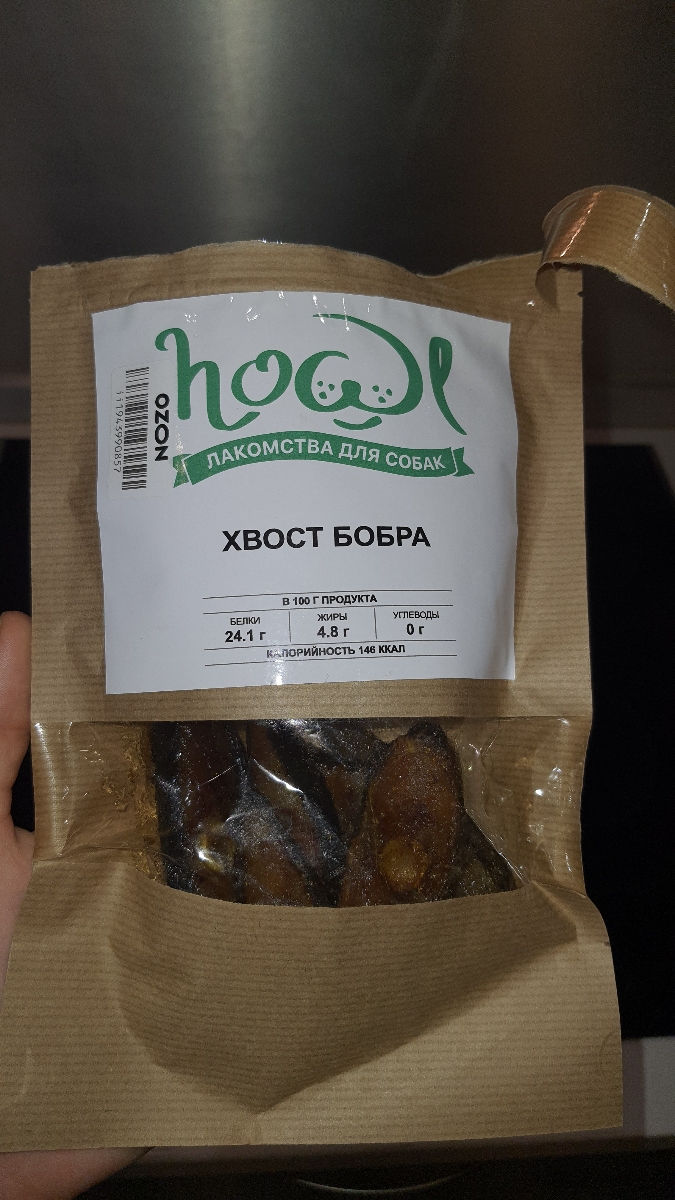 howl
ЛАКОМСТВА ДЛЯ СОБАК
OZON
111943990857
ХВОСТ БОБРА
В 100 Г ПРОДУКТА
БЕЛКИ ЖИРЫ УГЛЕВОДЫ
24.1 г 4.8 г 0 г
КАЛОРИЙНОСТЬ 146 ККАЛ